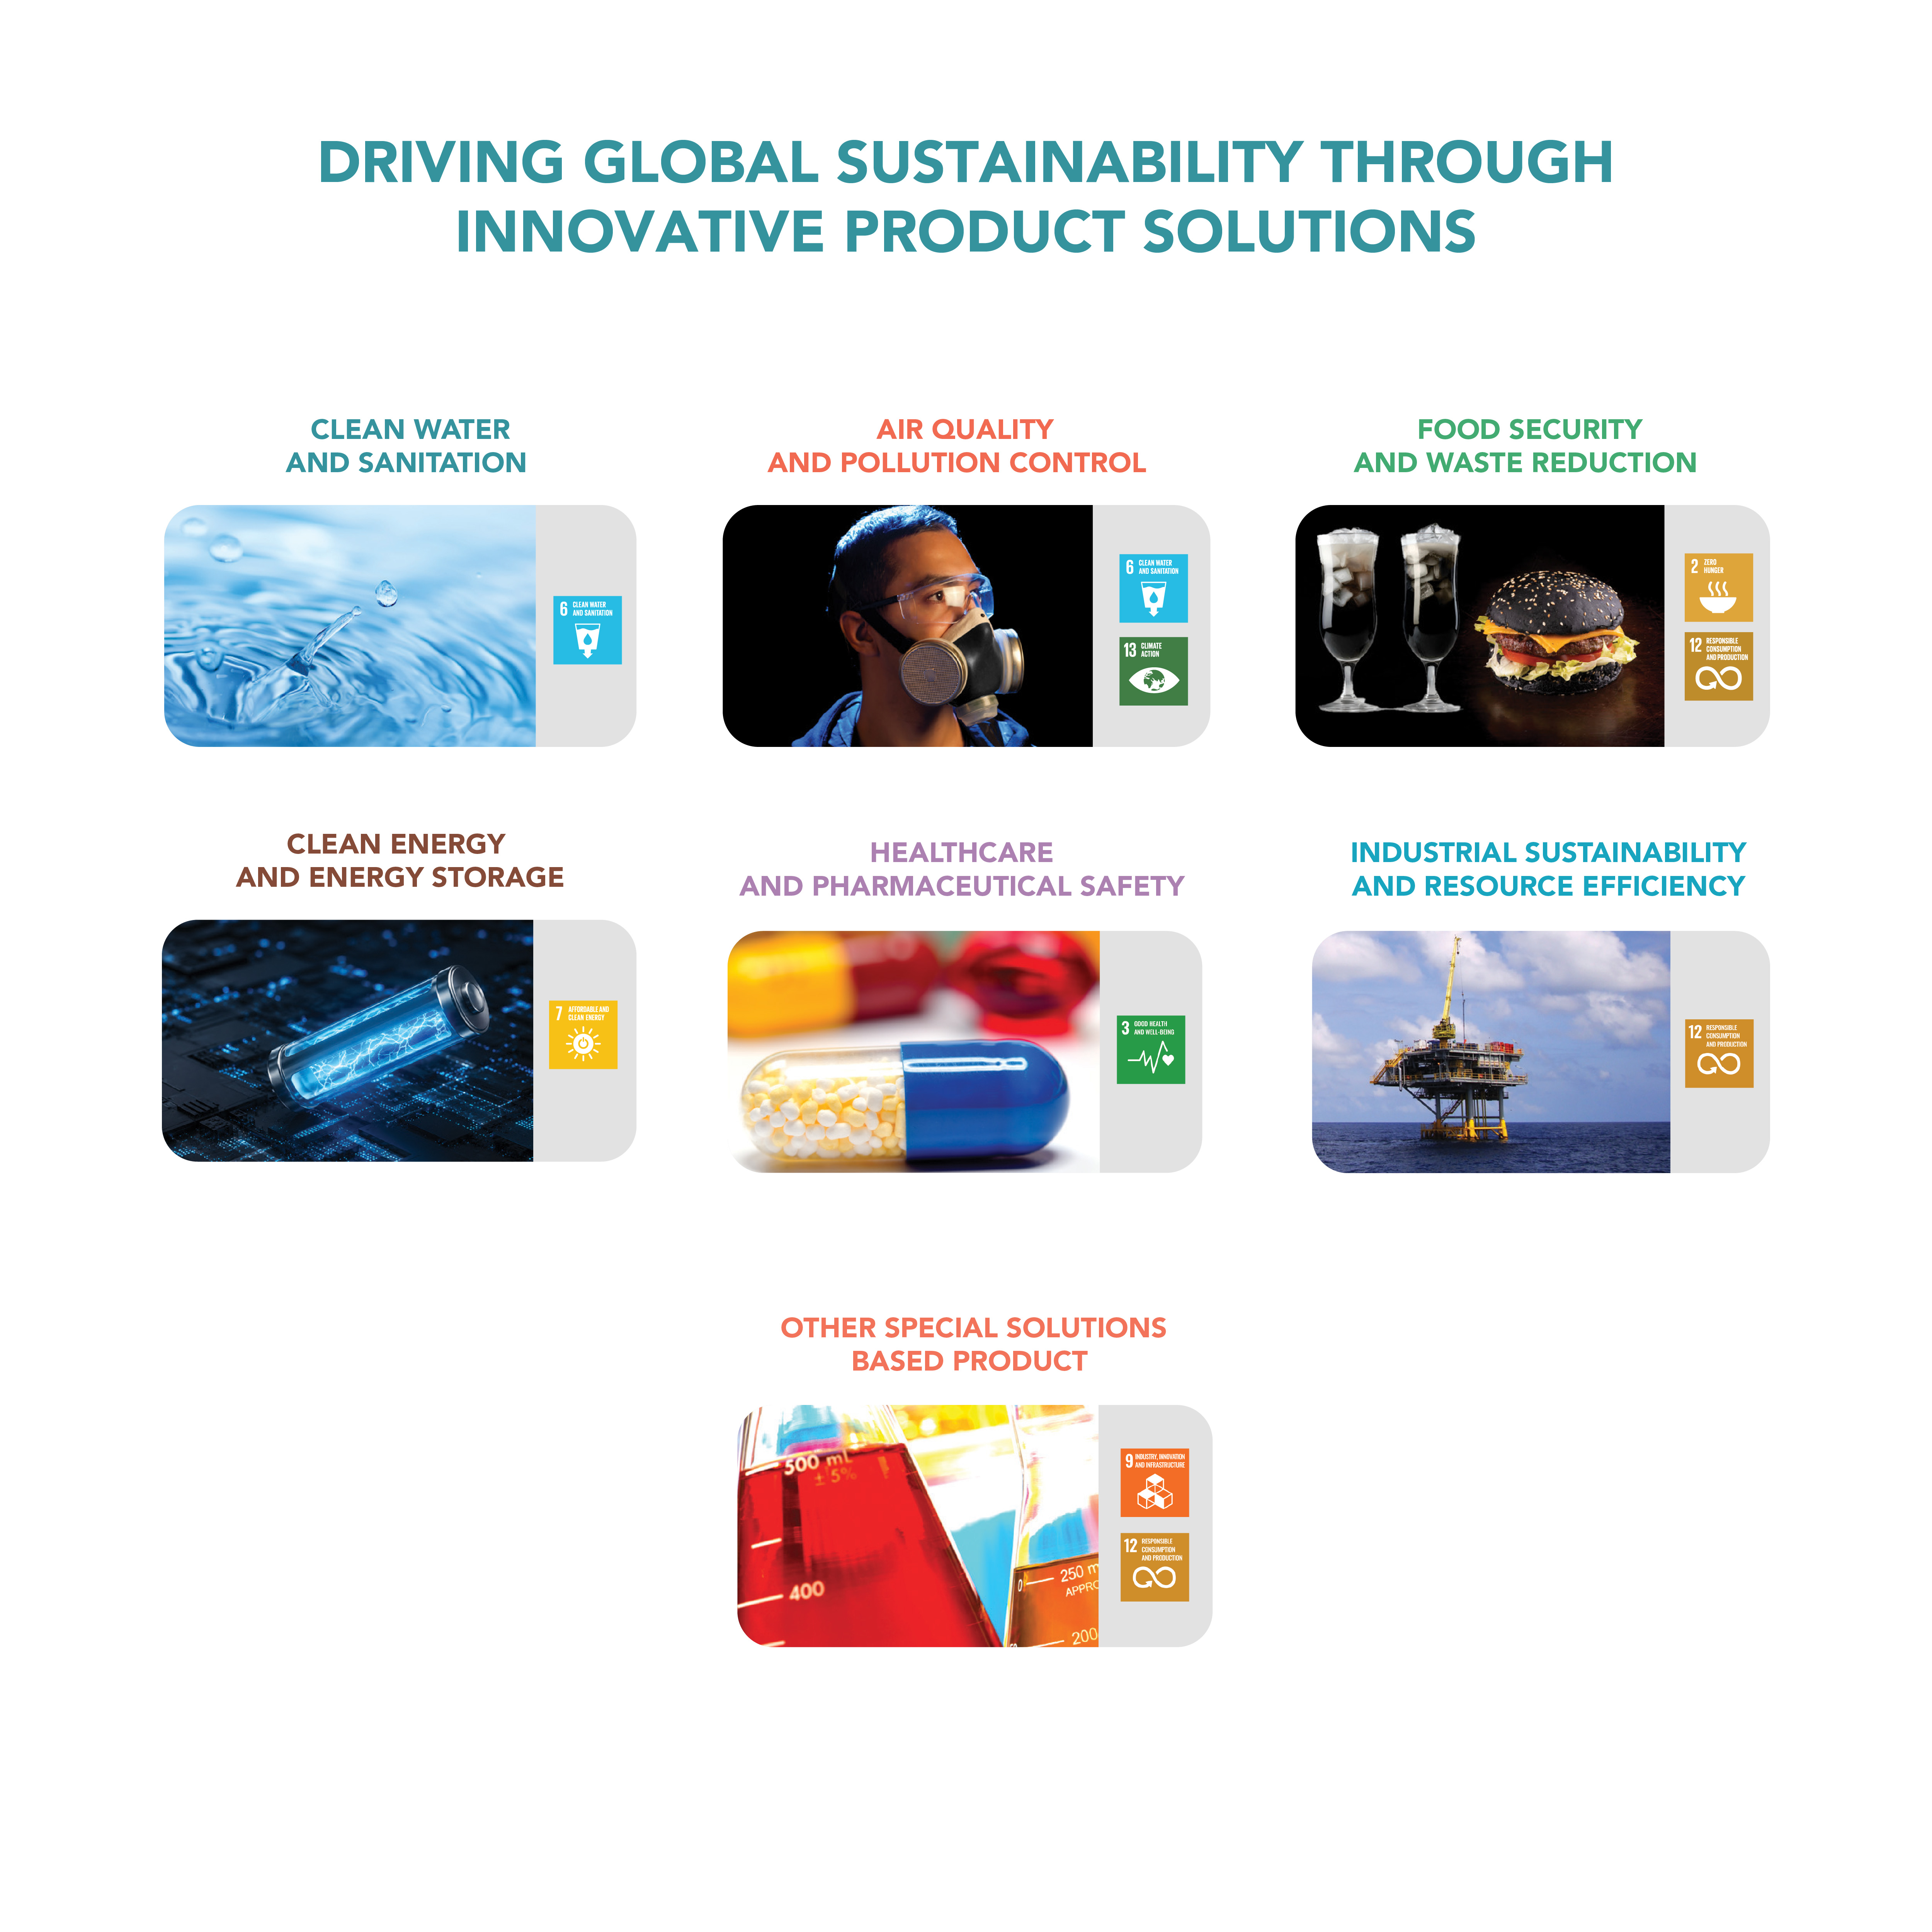 DRIVING GLOBAL SUSTAINABILITY THROUGH
INNOVATIVE PRODUCT SOLUTIONS
CLEAN WATER
AND SANITATION
6 CLEAN WATER
AND SANITATION
AIR QUALITY
AND POLLUTION CONTROL
6 CLEAN WATER
AND SANITATION
13 CLIMATE
ACTION
FOOD SECURITY
AND WASTE REDUCTION
2 ZERO
HUNGER
12 RESPONSIBLE
CONSUMPTION
AND PRODUCTION
CLEAN ENERGY
AND ENERGY STORAGE
7 AFFORDABLE AND
CLEAN ENERGY
HEALTHCARE
AND PHARMACEUTICAL SAFETY
3 GOOD HEALTH
AND WELL-BEING
INDUSTRIAL SUSTAINABILITY
AND RESOURCE EFFICIENCY
12 RESPONSIBLE
CONSUMPTION
AND PRODUCTION
OTHER SPECIAL SOLUTIONS
BASED PRODUCT
500 mL
± 5%
400
250 m
APPRO
200
9 INDUSTRY, INNOVATION
AND INFRASTRUCTURE
12 RESPONSIBLE
CONSUMPTION
AND PRODUCTION